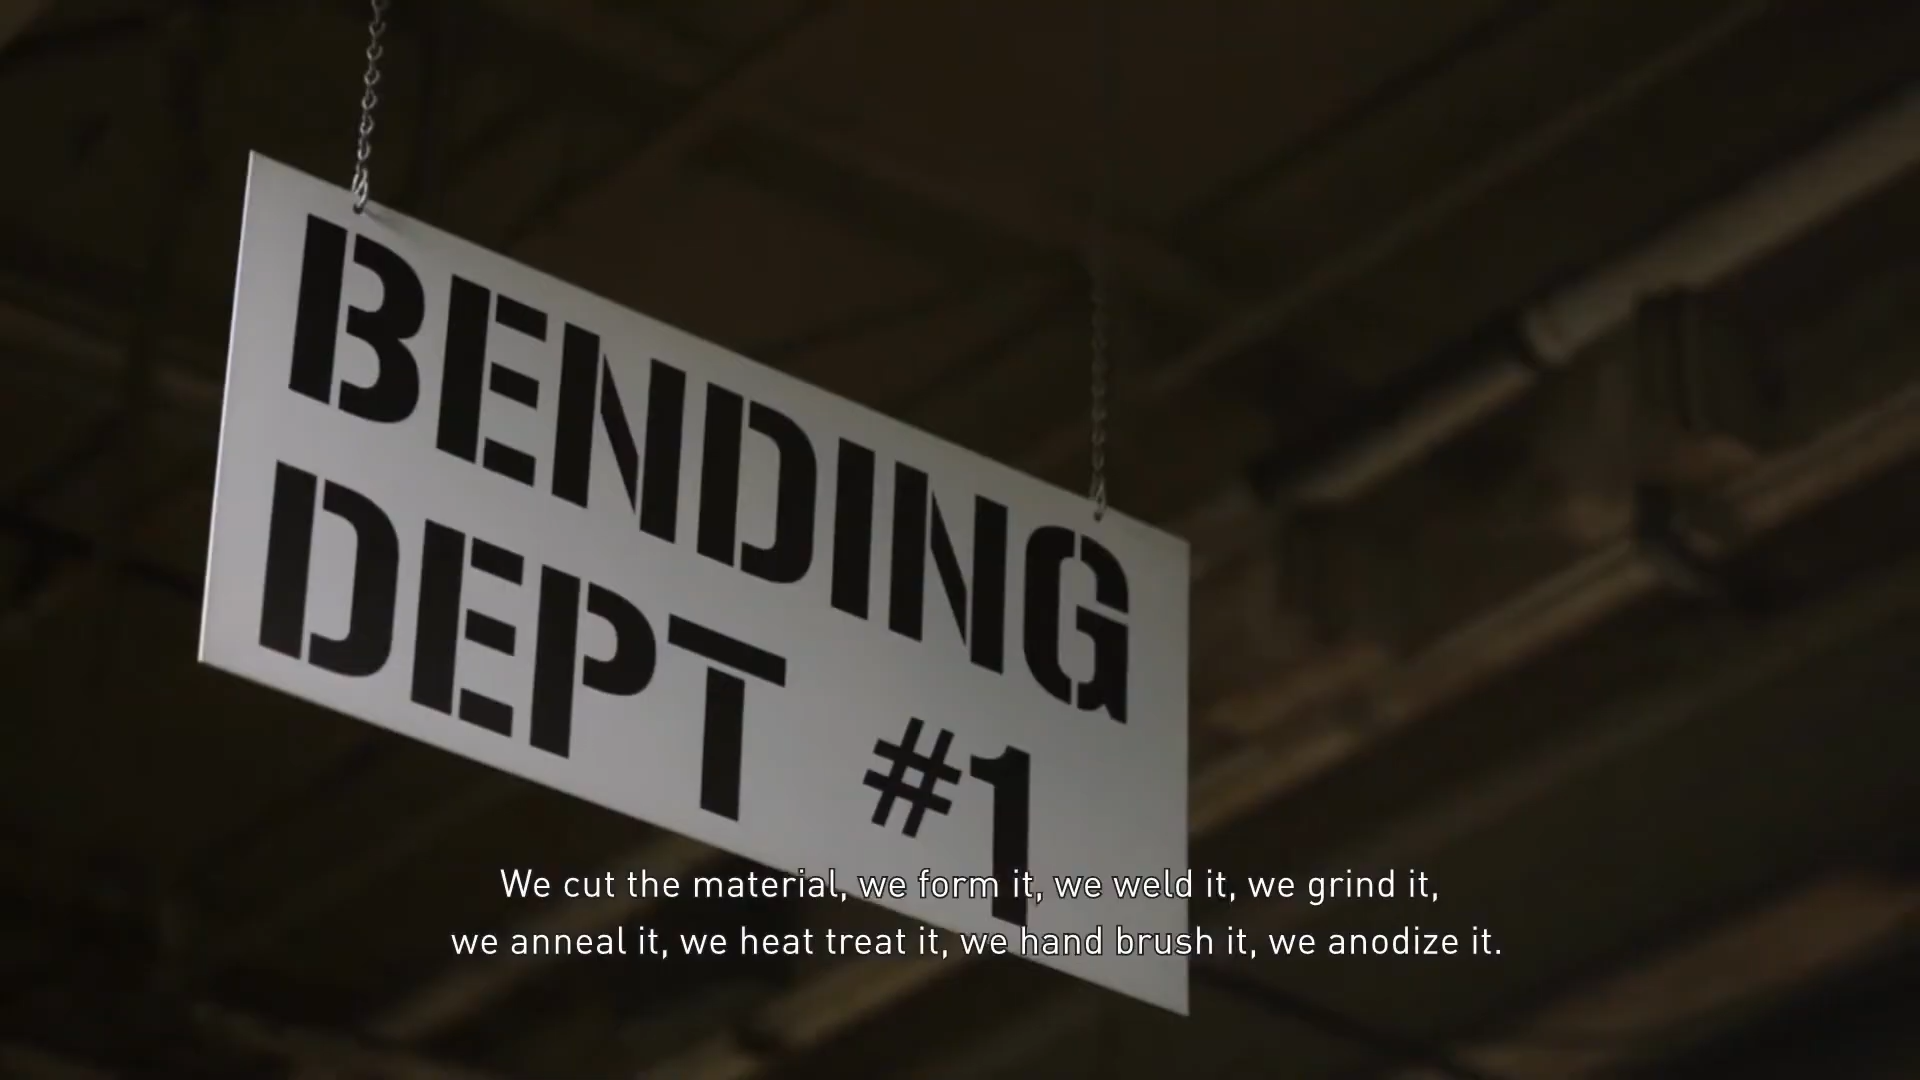 BENDING
DEPT #1
We cut the material, we form it, we weld it, we grind it,
we anneal it, we heat treat it, we hand brush it, we anodize it.